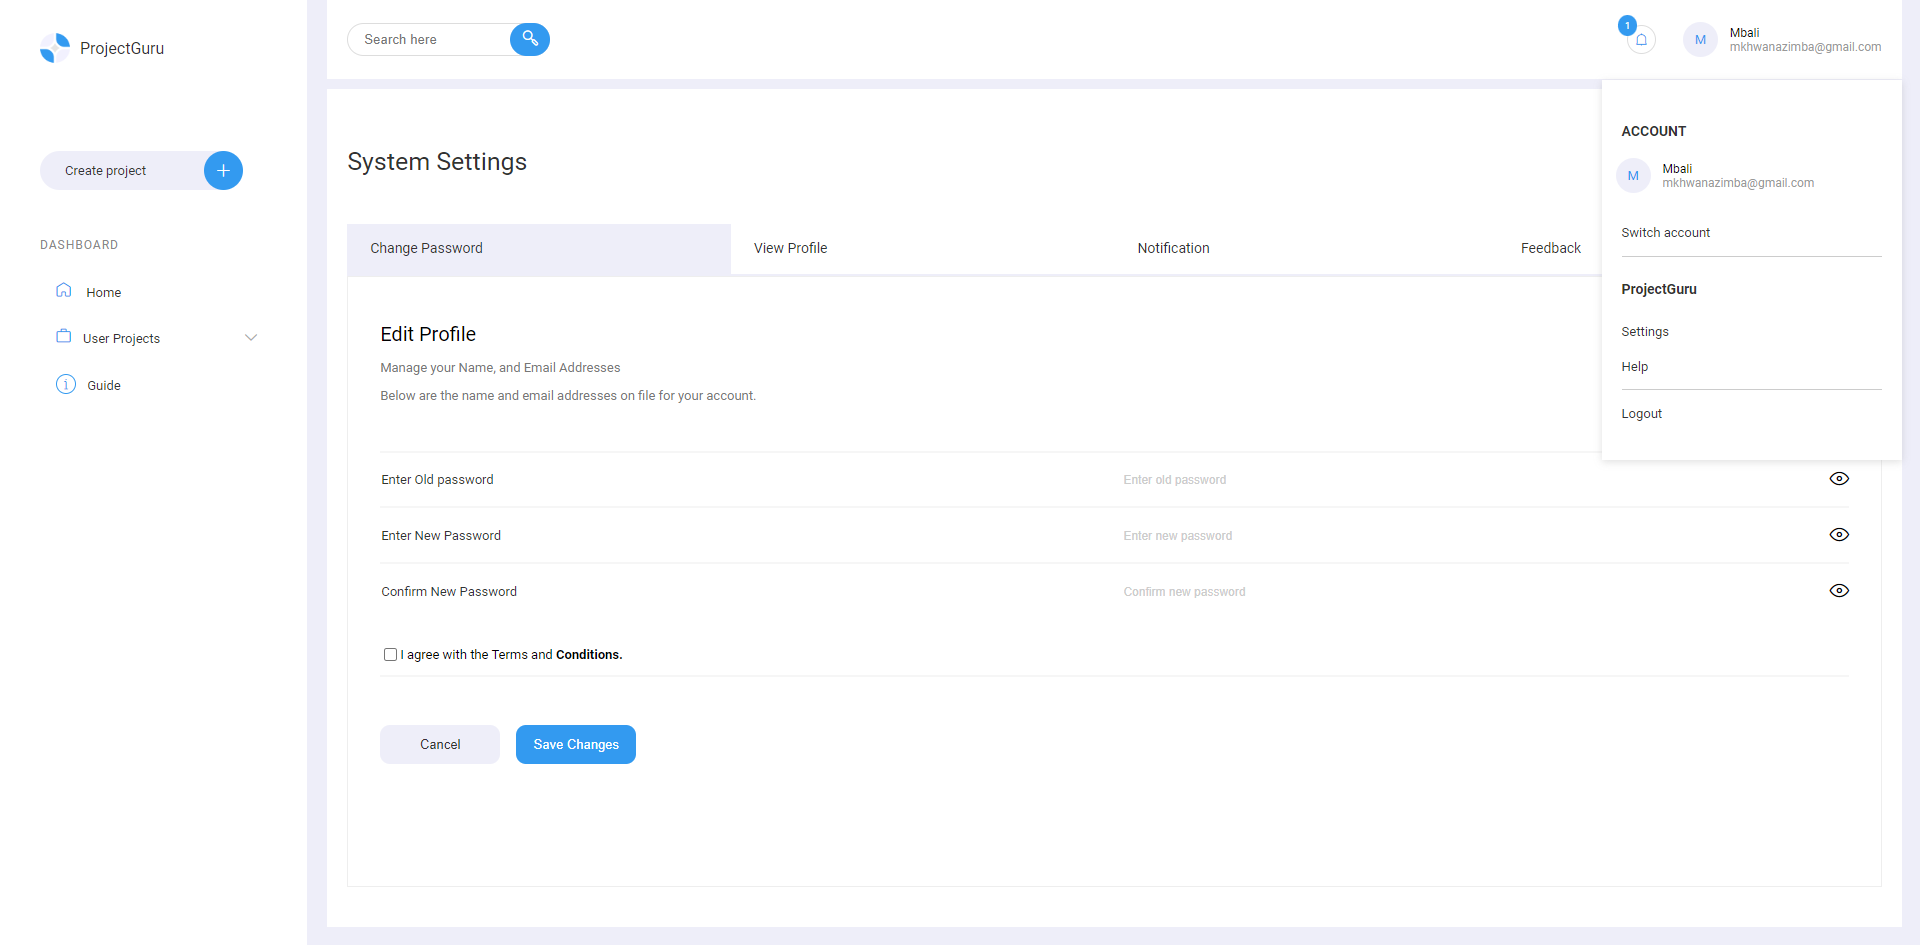 ProjectGuru
Create project
DASHBOARD
Home
User Projects
Guide
Search here
1
M
Mbali
mkhwanazimba@gmail.com
System Settings
Change Password
View Profile
Notification
Feedback
Edit Profile
Manage your Name, and Email Addresses
Below are the name and email addresses on file for your account.
Enter Old password
Enter old password
Enter New Password
Enter new password
Confirm New Password
Confirm new password
I agree with the Terms and Conditions.
Cancel
Save Changes
ACCOUNT
M
Mbali
mkhwanazimba@gmail.com
Switch account
ProjectGuru
Settings
Help
Logout